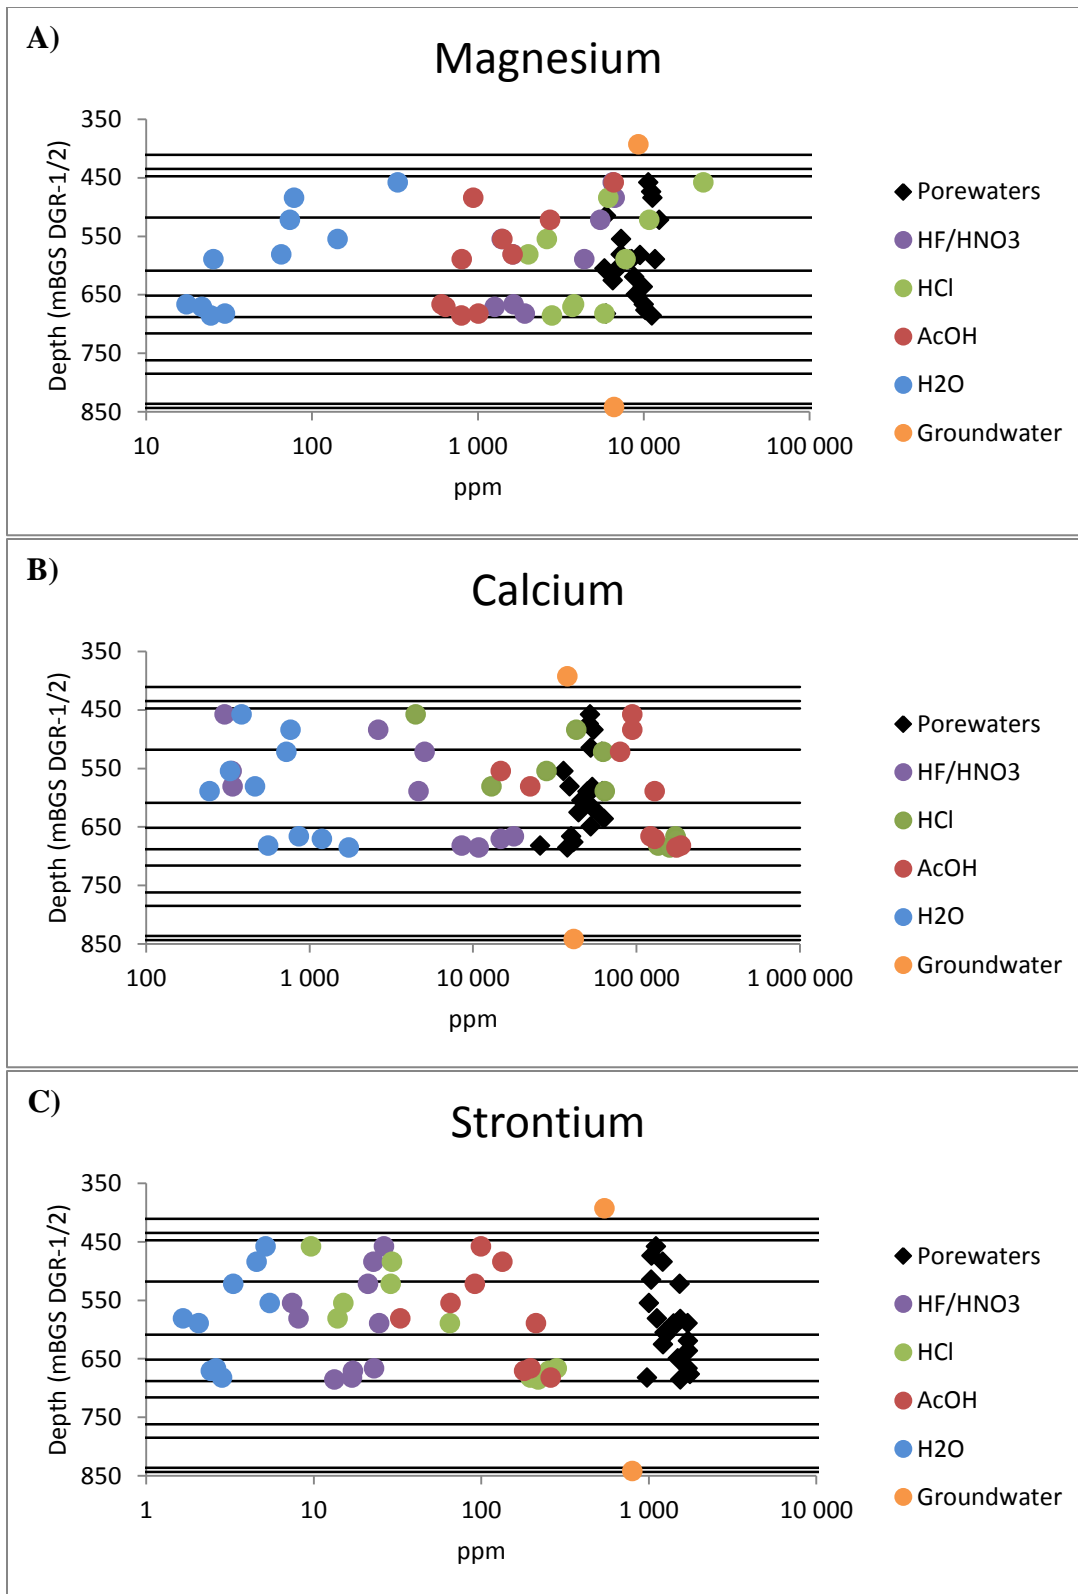 A)
Magnesium
350
450
550
650
750
850
Depth (mBGS DGR-1/2)
10
100
1 000
10 000
100 000
ppm
Porewaters
HF/HNO3
HCl
AcOH
H2O
Groundwater
B)
Calcium
350
450
550
650
750
850
Depth (mBGS DGR-1/2)
100
1 000
10 000
100 000
1 000 000
ppm
Porewaters
HF/HNO3
HCl
AcOH
H2O
Groundwater
C)
Strontium
350
450
550
650
750
850
Depth (mBGS DGR-1/2)
1
10
100
1 000
10 000
ppm
Porewaters
HF/HNO3
HCl
AcOH
H2O
Groundwater